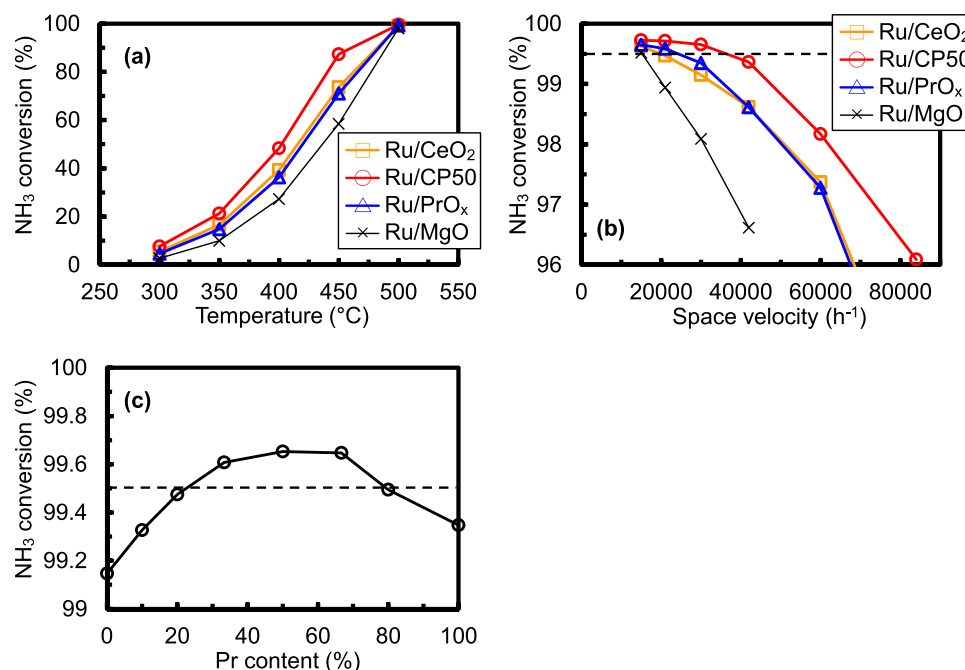 (a)
NH₃ conversion (%)
100
80
60
40
20
0
250 300 350 400 450 500 550
Temperature (°C)
Ru/CeO₂
Ru/CP50
Ru/PrOₓ
Ru/MgO
(b)
NH₃ conversion (%)
100
99
98
97
96
0 20000 40000 60000 80000
Space velocity (h⁻¹)
Ru/CeO₂
Ru/CP50
Ru/PrOₓ
Ru/MgO
(c)
NH₃ conversion (%)
100
99.8
99.6
99.4
99.2
99
0 20 40 60 80 100
Pr content (%)